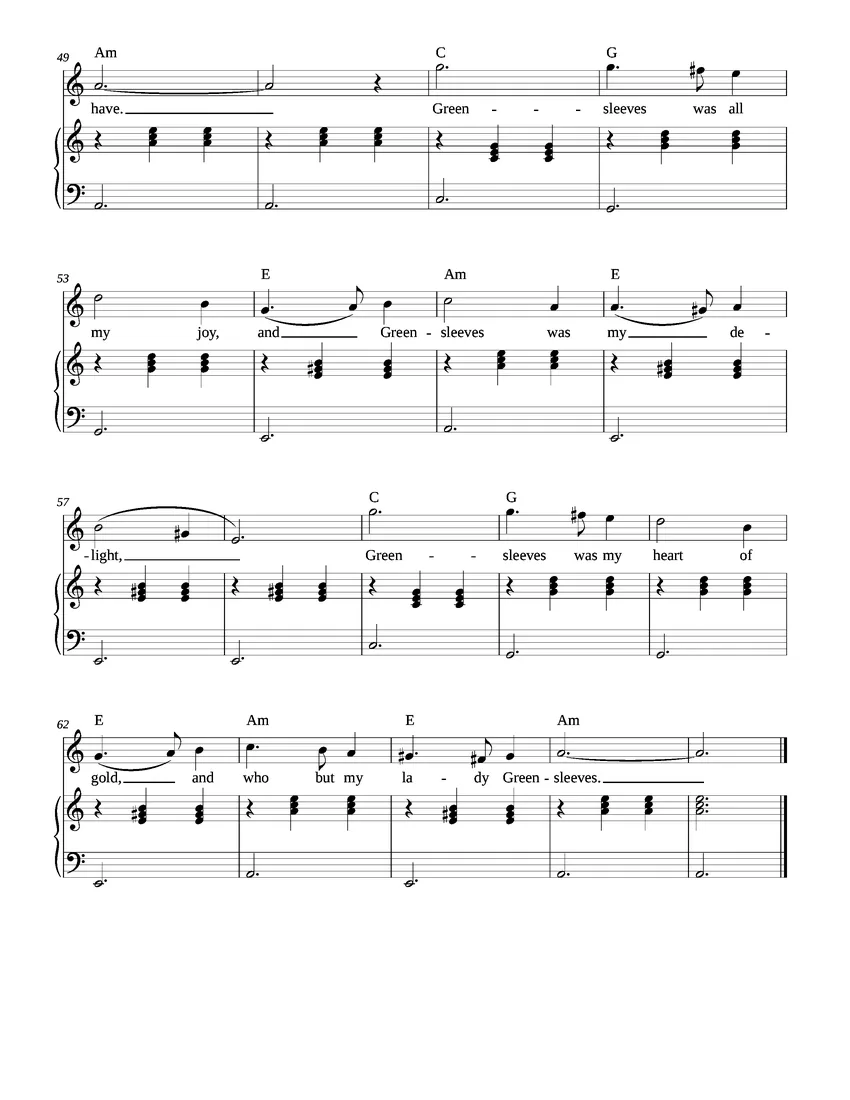 49 Am C G
have. Green - - sleeves was all
53 E Am E
my joy, and Green - sleeves was my de -
57 C G
- light, Green - - sleeves was my heart of
62 E Am E Am
gold, and who but my la - dy Green - sleeves.